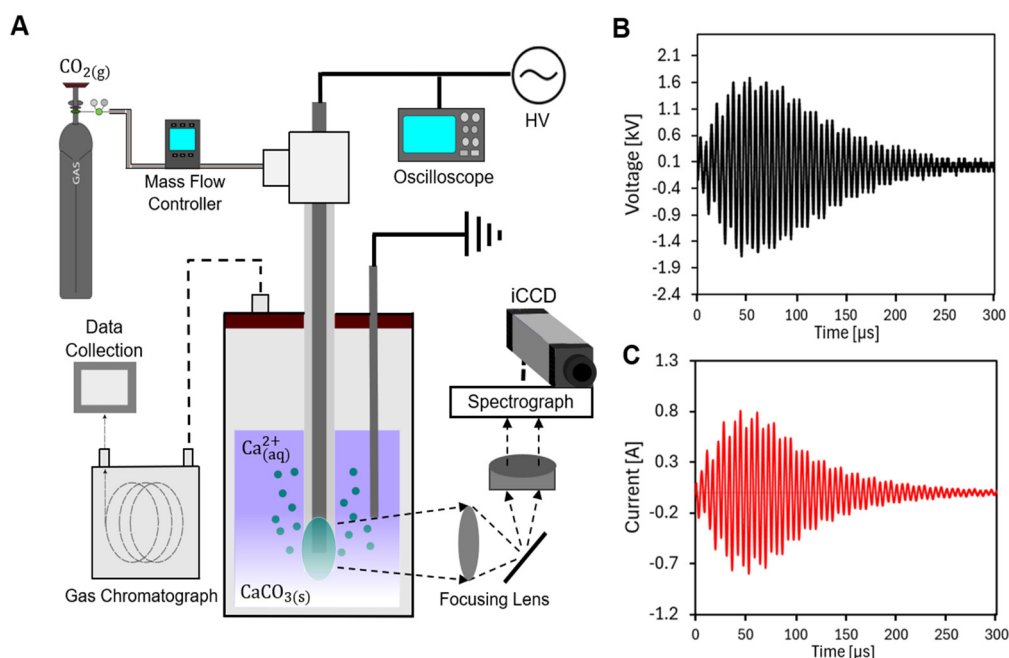 A
CO2(g)
GAS
Mass Flow
Controller
Oscilloscope
HV
Data
Collection
Gas Chromatograph
Ca2+(aq)
CaCO3(s)
iCCD
Spectrograph
Focusing Lens
B
Voltage [kV]
2.1
1.6
1.1
0.6
0.1
-0.4
-0.9
-1.4
-1.9
-2.4
0 50 100 150 200 250 300
Time [µs]
C
Current [A]
1.3
0.8
0.3
-0.2
-0.7
-1.2
0 50 100 150 200 250 300
Time [µs]